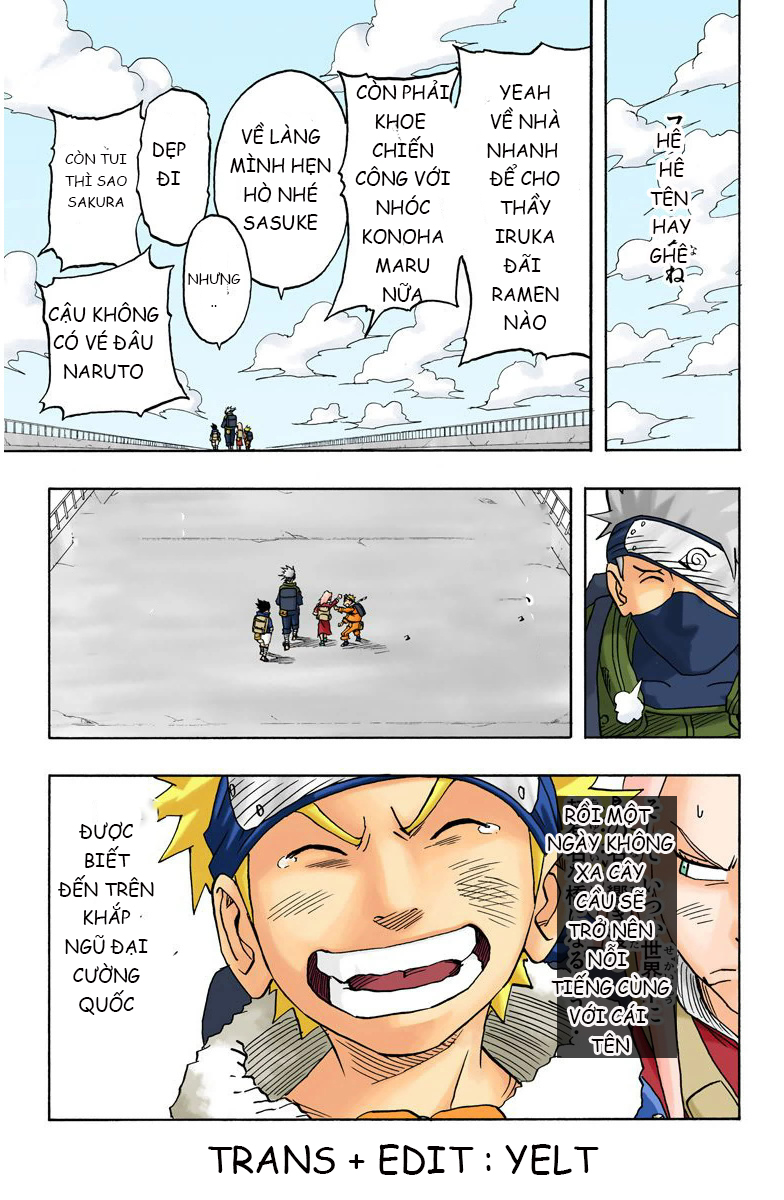 HÊ
HÊ
TÊN
HAY
GHÊ
YEAH
VỀ NHÀ
NHANH
ĐỂ CHO
THẦY
IRUKA
ĐÃI
RAMEN
NÀO
CÒN PHẢI
KHOE
CHIẾN
CÔNG VỚI
NHÓC
KONOHA
MARU
NỮA
VỀ LÀNG
MÌNH HẸN
HÒ NHÉ
SASUKE
DẸP
ĐI
NHƯNG
..
CÒN TUI
THÌ SAO
SAKURA
CẬU KHÔNG
CÓ VÉ ĐÂU
NARUTO
RỒI MỘT
NGÀY KHÔNG
XA CÂY
CẦU SẼ
TRỞ NÊN
NỔI
TIẾNG CÙNG
VỚI CÁI
TÊN
ĐƯỢC
BIẾT
ĐẾN TRÊN
KHẮP
NGŨ ĐẠI
CƯỜNG
QUỐC
TRANS + EDIT : YELT